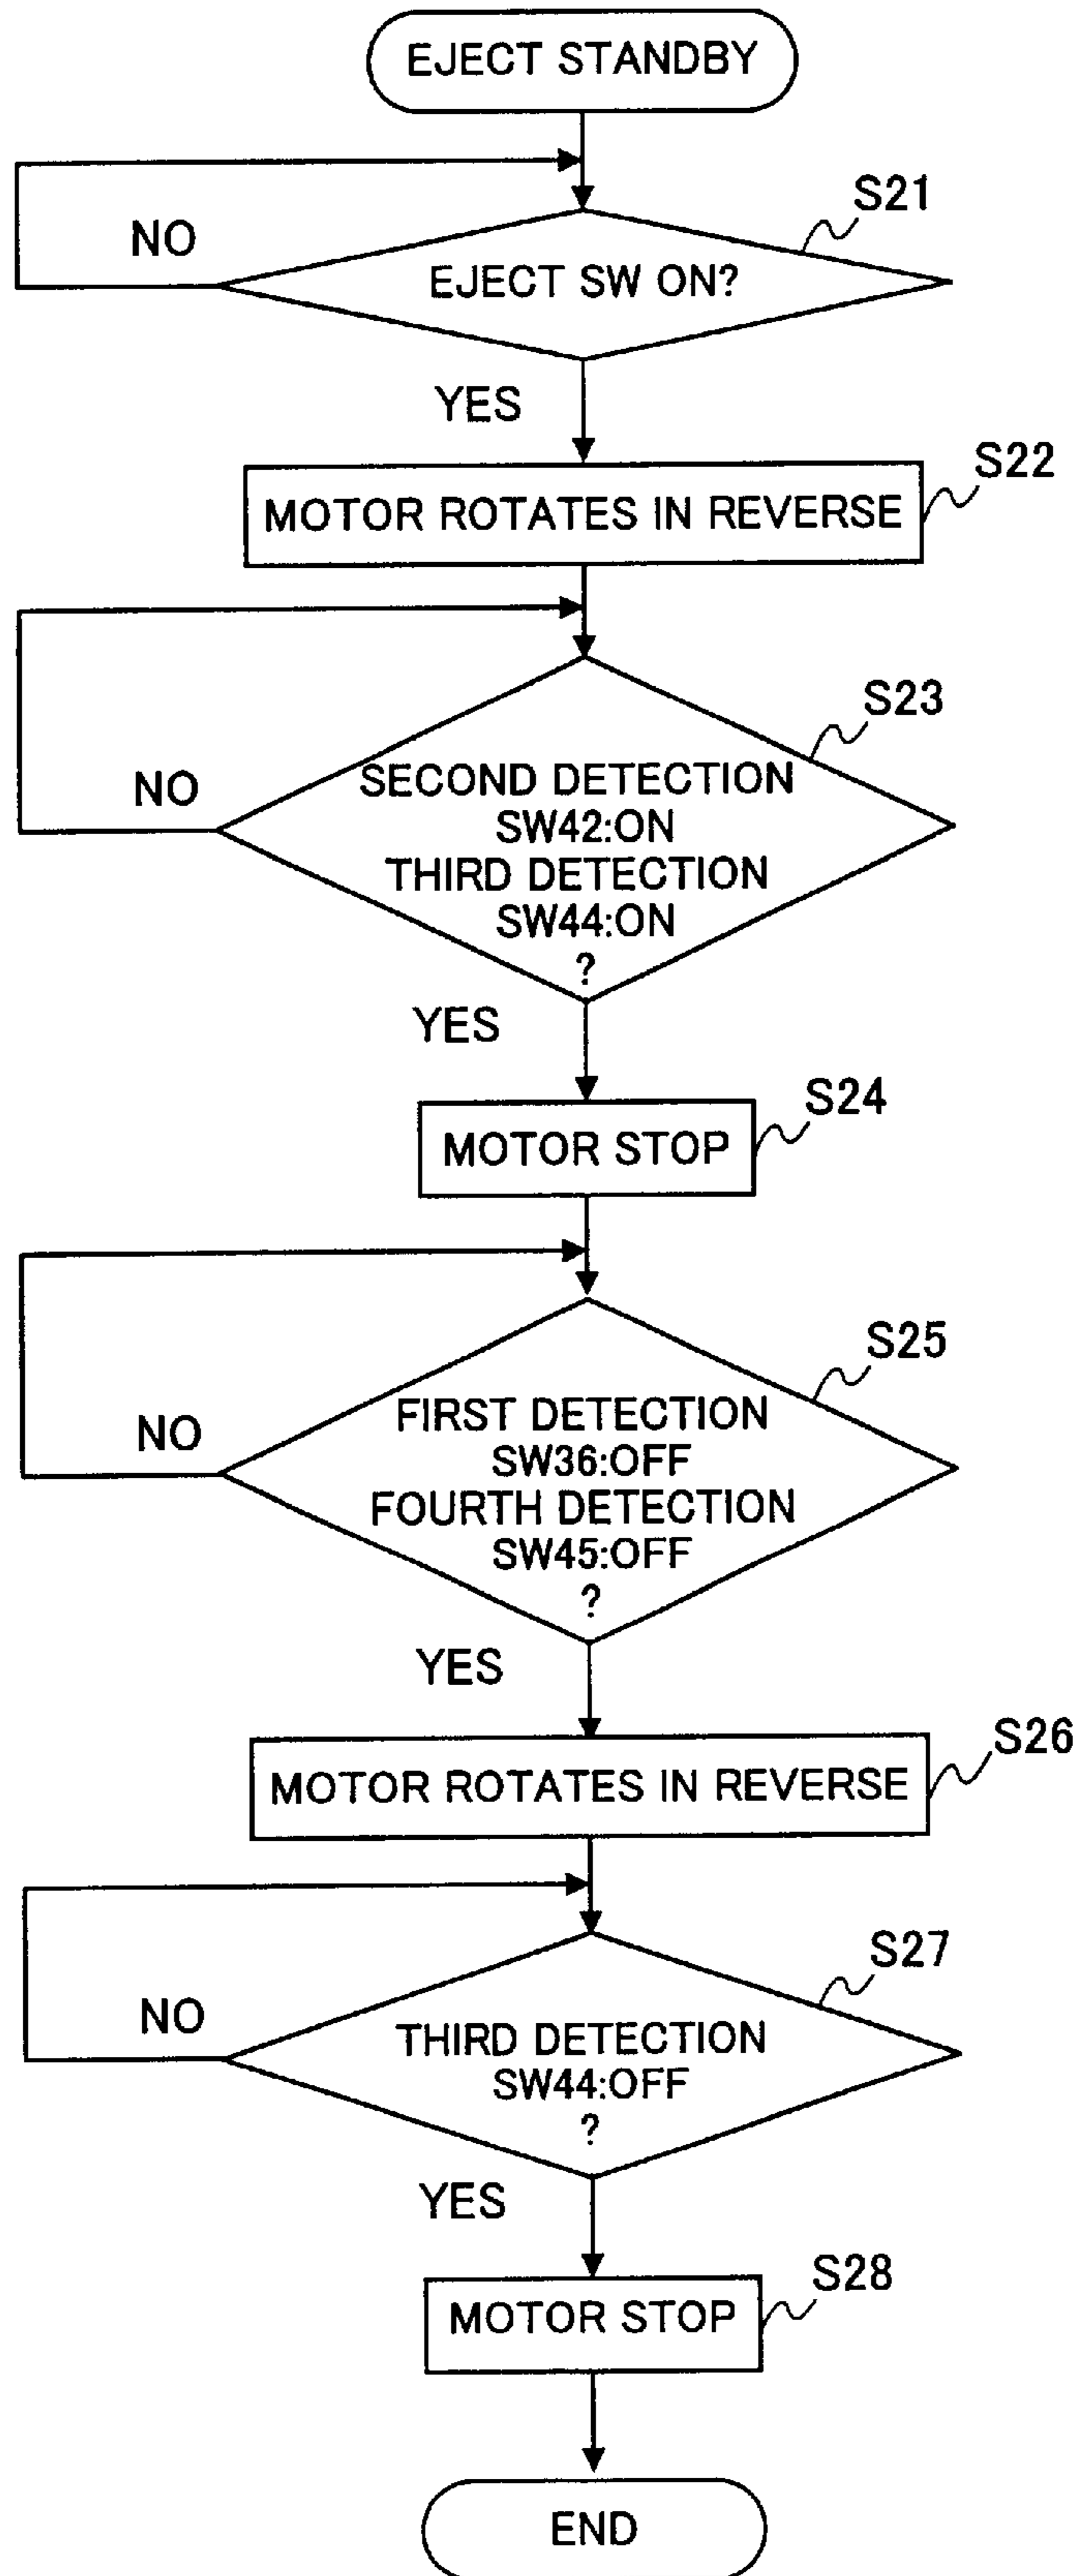 EJECT STANDBY
S21
NO
EJECT SW ON?
YES
S22
MOTOR ROTATES IN REVERSE
S23
NO
SECOND DETECTION
SW42:ON
THIRD DETECTION
SW44:ON
?
YES
S24
MOTOR STOP
S25
NO
FIRST DETECTION
SW36:OFF
FOURTH DETECTION
SW45:OFF
?
YES
S26
MOTOR ROTATES IN REVERSE
S27
NO
THIRD DETECTION
SW44:OFF
?
YES
S28
MOTOR STOP
END